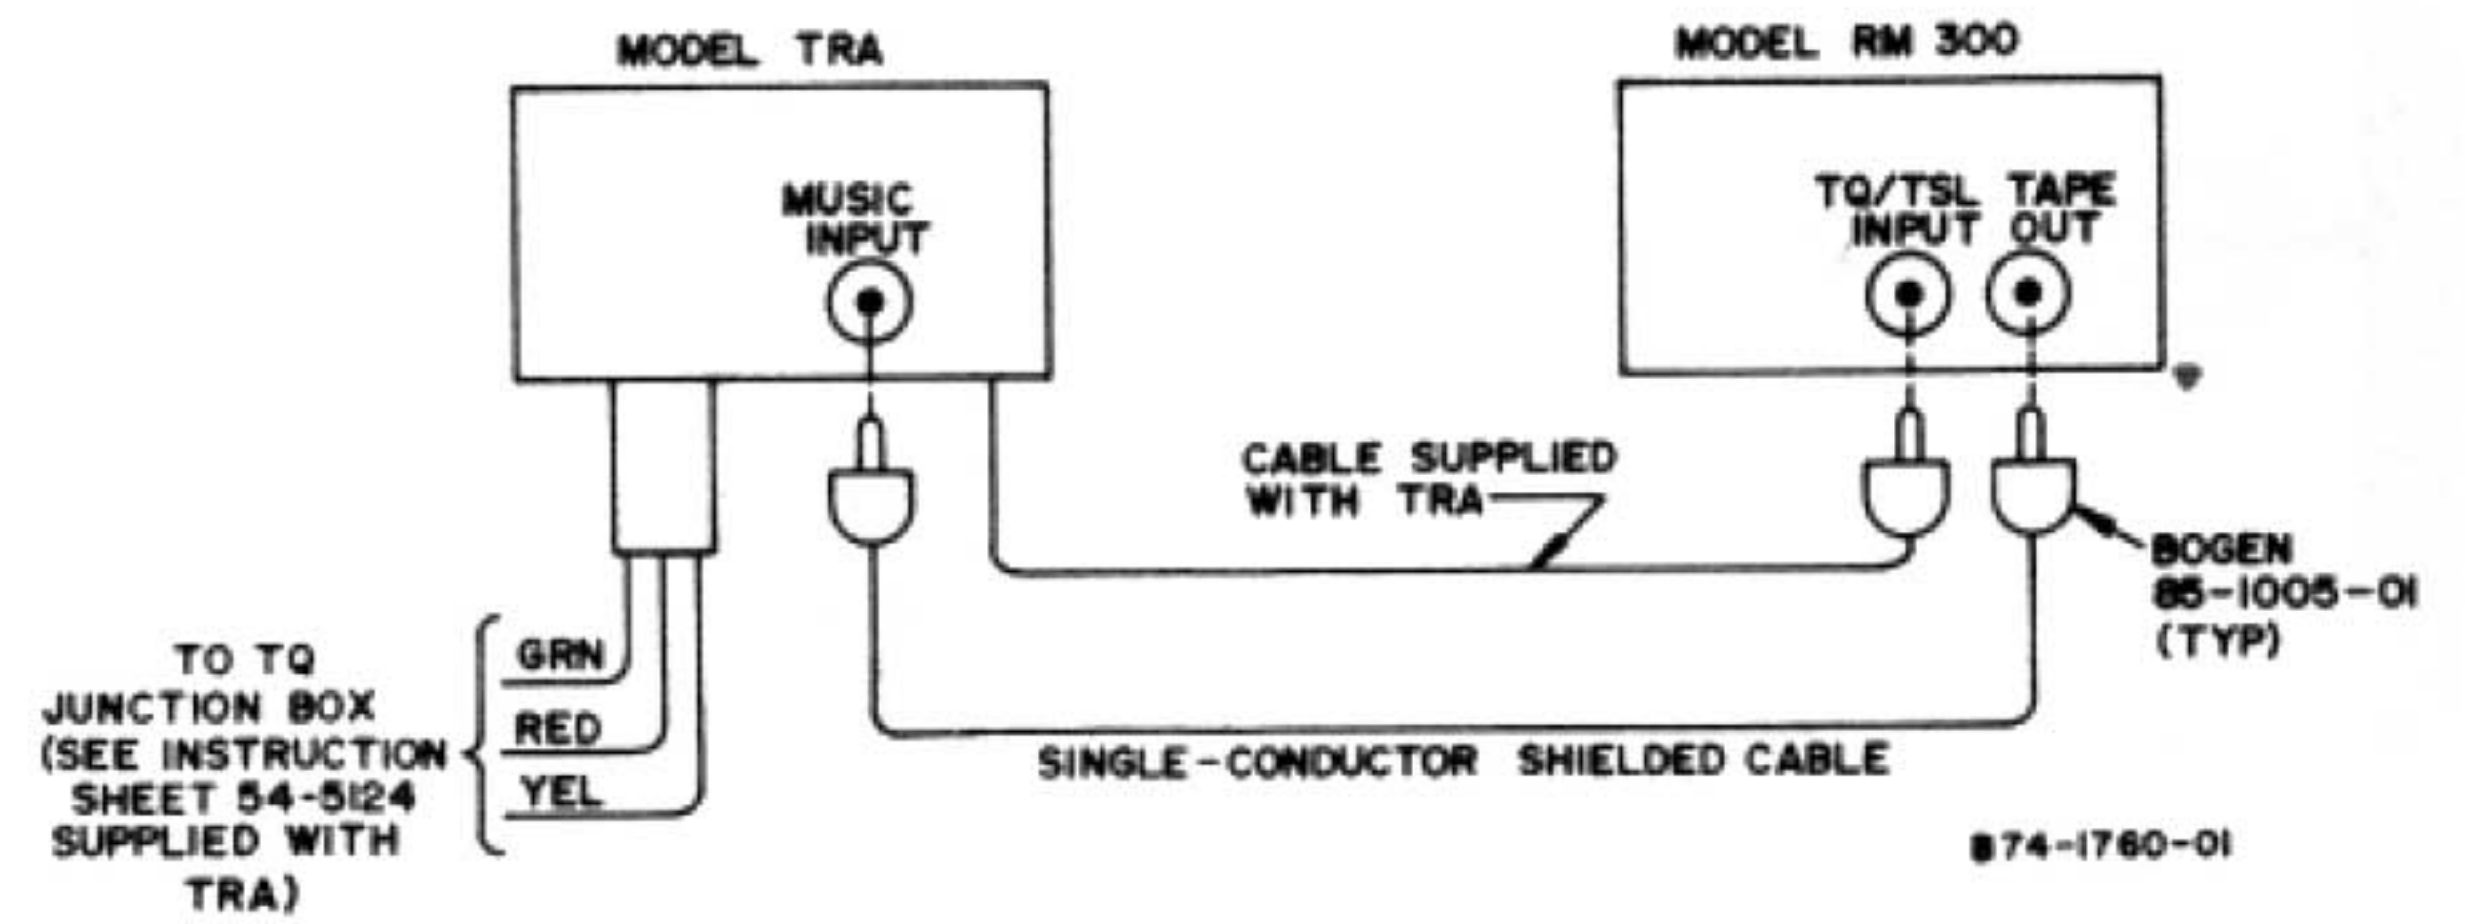 MODEL TRA
MUSIC
INPUT
MODEL RM 300
TQ/TSL TAPE
INPUT OUT
CABLE SUPPLIED
WITH TRA
BOGEN
85-1005-01
(TYP)
GRN
RED
YEL
TO TQ
JUNCTION BOX
(SEE INSTRUCTION
SHEET 54-5124
SUPPLIED WITH
TRA)
SINGLE-CONDUCTOR SHIELDED CABLE
874-1760-01